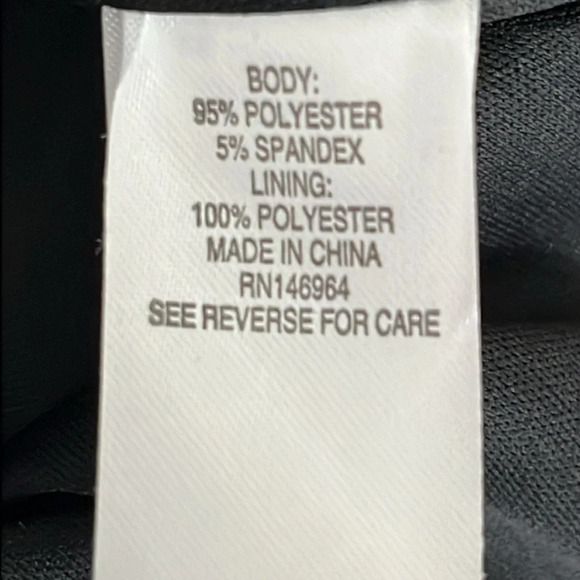 BODY:
95% POLYESTER
5% SPANDEX
LINING:
100% POLYESTER
MADE IN CHINA
RN146964
SEE REVERSE FOR CARE